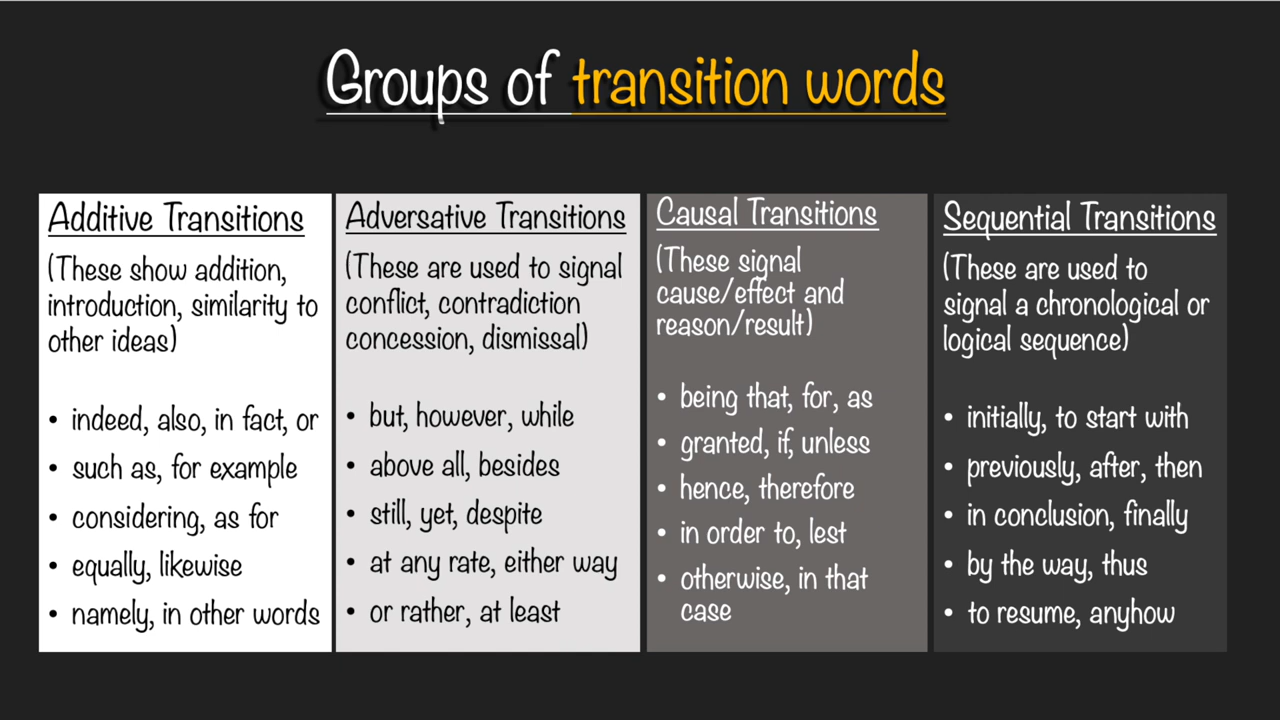 Groups of transition words
Additive Transitions
(These show addition,
introduction, similarity to
other ideas)
• indeed, also, in fact, or
• such as, for example
• considering, as for
• equally, likewise
• namely, in other words
Adversative Transitions
(These are used to signal
conflict, contradiction
concession, dismissal)
• but, however, while
• above all, besides
• still, yet, despite
• at any rate, either way
• or rather, at least
Causal Transitions
(These signal
cause/effect and
reason/result)
• being that, for, as
• granted, if, unless
• hence, therefore
• in order to, lest
• otherwise, in that
case
Sequential Transitions
(These are used to
signal a chronological or
logical sequence)
• initially, to start with
• previously, after, then
• in conclusion, finally
• by the way, thus
• to resume, anyhow